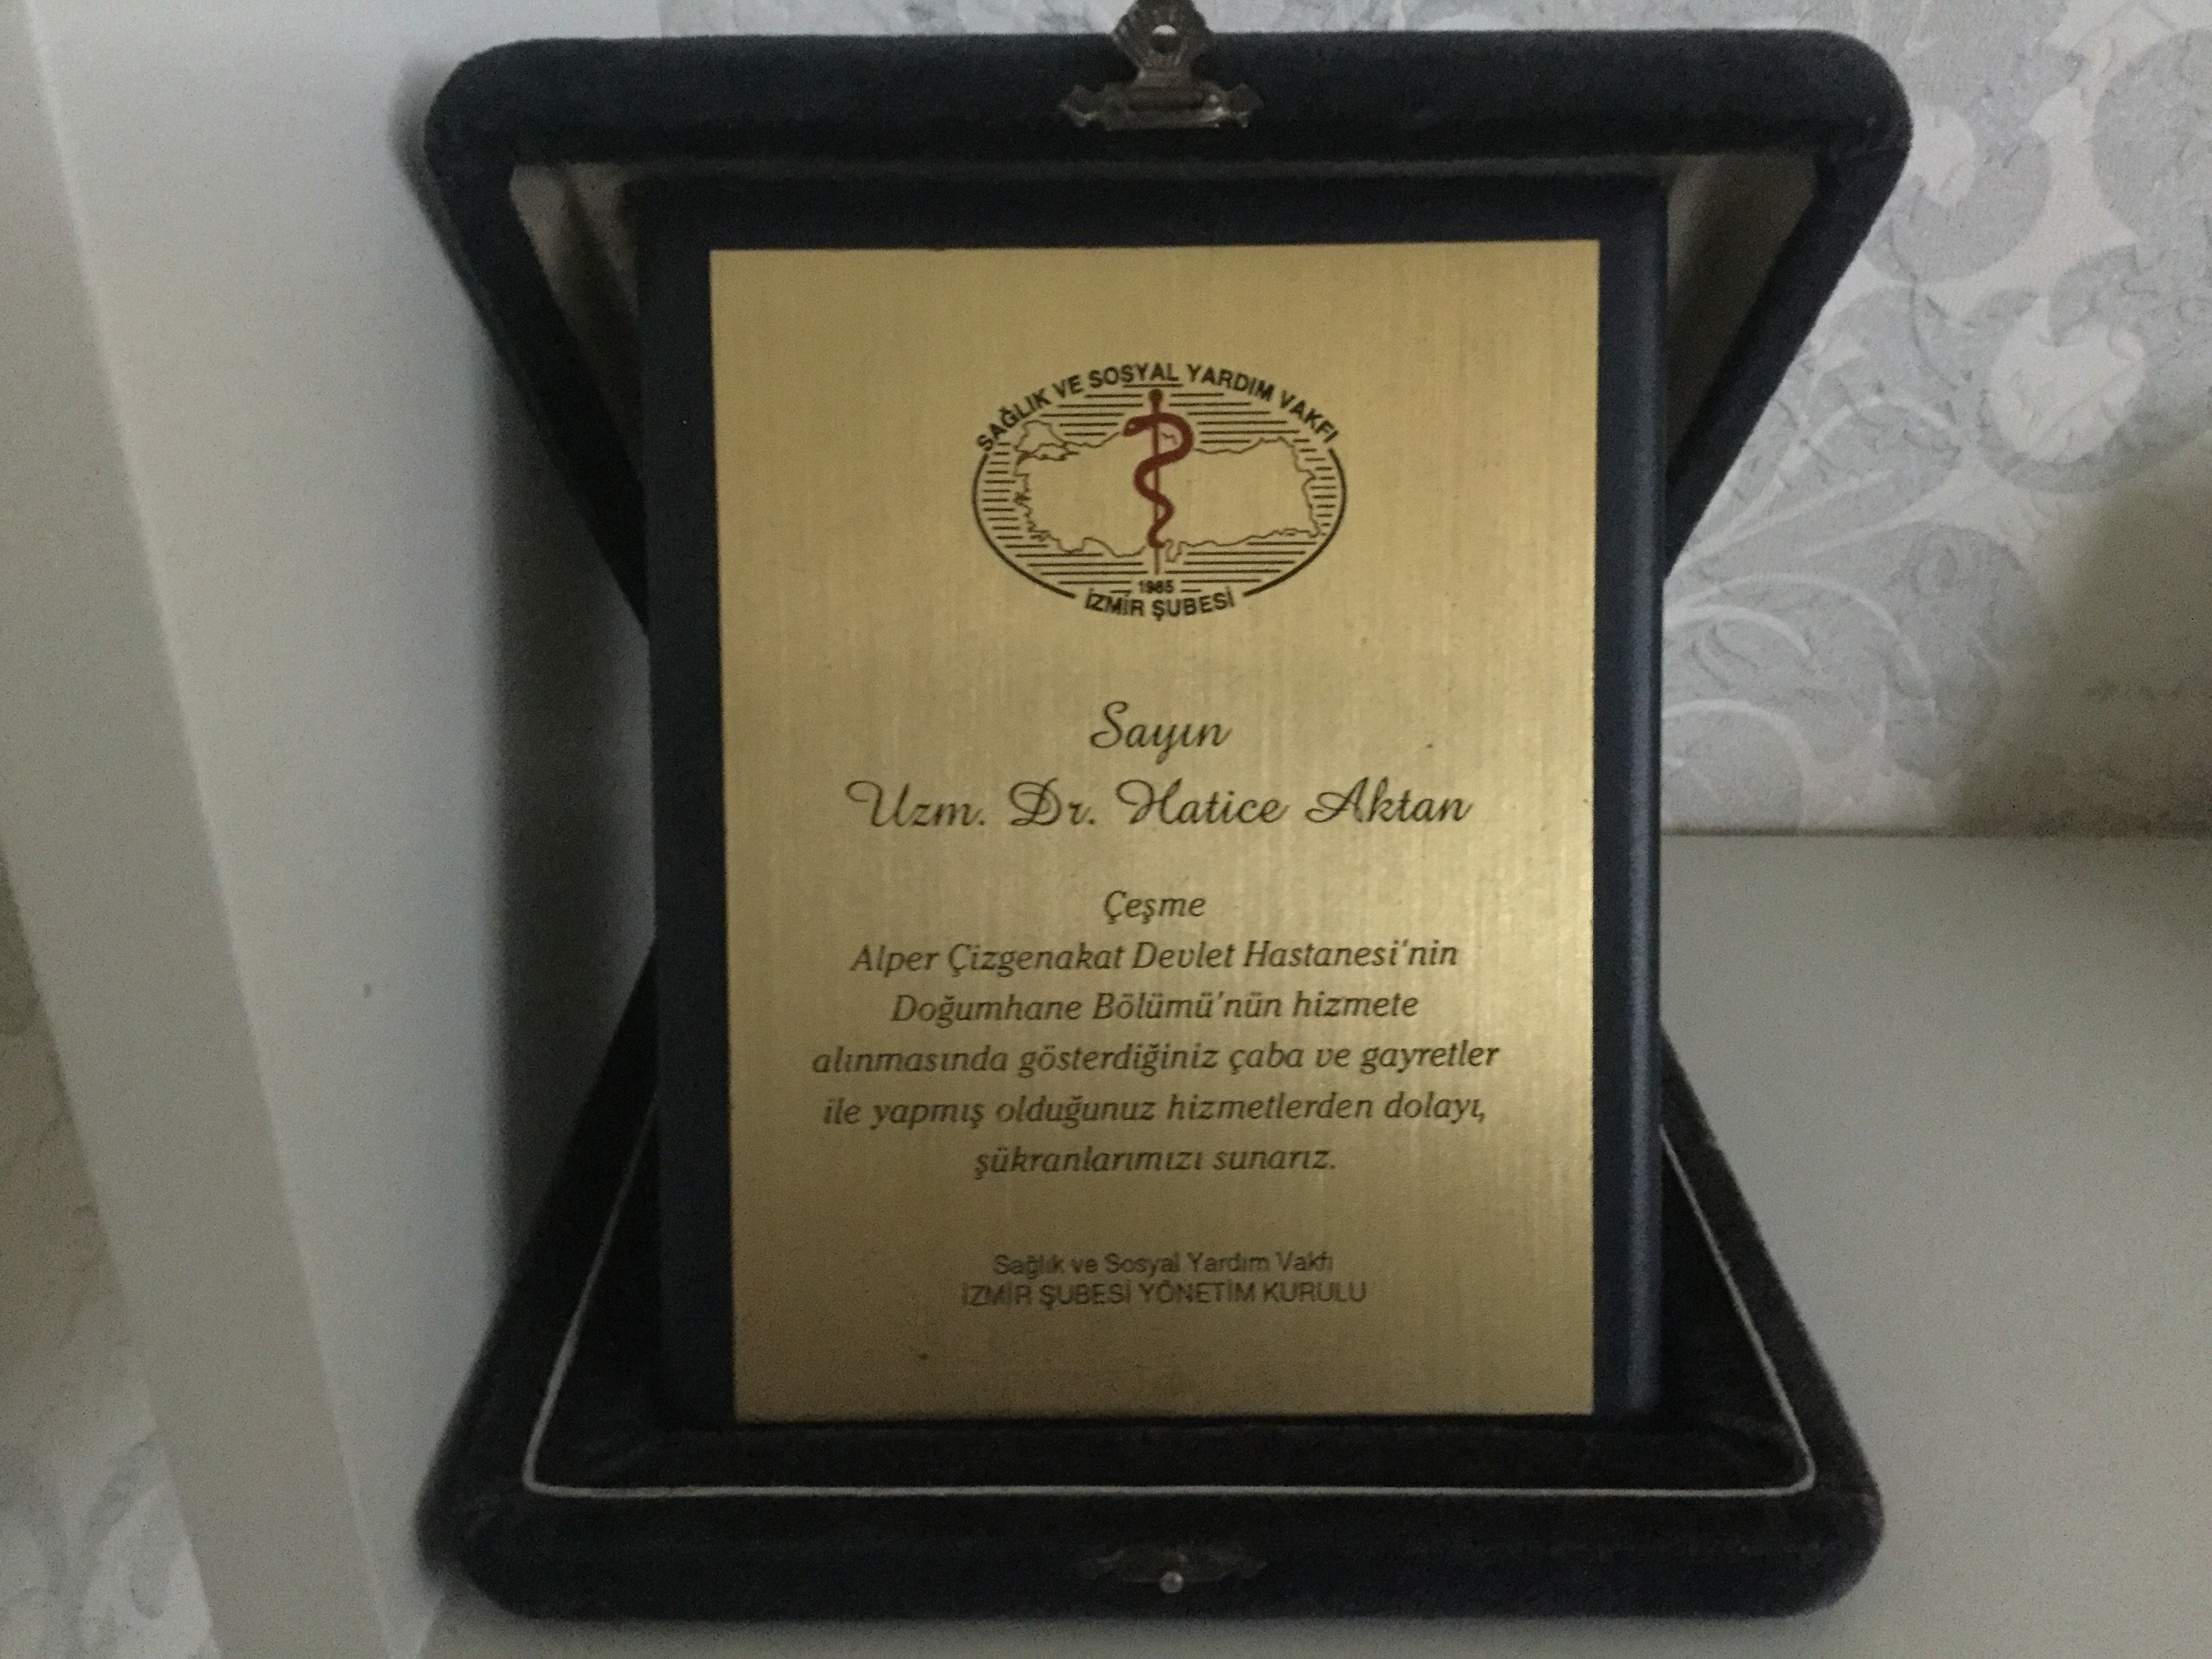 SAĞLIK VE SOSYAL YARDIM VAKFI
1985
İZMİR ŞUBESİ
Sayın
Uzm. Dr. Hatice Aktan
Çeşme
Alper Çizgenakat Devlet Hastanesi'nin
Doğumhane Bölümü'nün hizmete
alınmasında gösterdiğiniz çaba ve gayretler
ile yapmış olduğunuz hizmetlerden dolayı,
şükranlarımızı sunarız.
Sağlık ve Sosyal Yardım Vakfı
İZMİR ŞUBESİ YÖNETİM KURULU